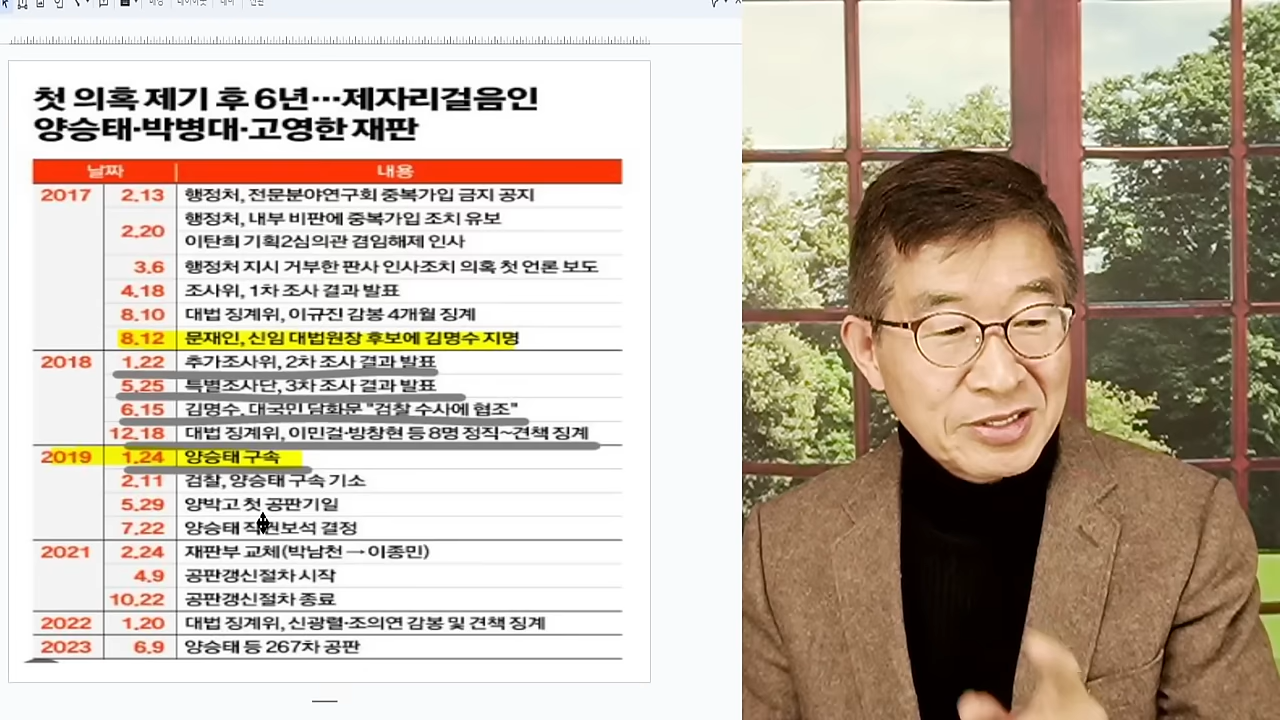 첫 의혹 제기 후 6년…제자리걸음인
양승태·박병대·고영한 재판
날짜 내용
2017 2.13 행정처, 전문분야연구회 중복가입 금지 공지
2.20 행정처, 내부 비판에 중복가입 조치 유보
이탄희 기획2심의관 겸임해제 인사
3.6 행정처 지시 거부한 판사 인사조치 의혹 첫 언론 보도
4.18 조사위, 1차 조사 결과 발표
8.10 대법 징계위, 이규진 감봉 4개월 징계
8.12 문재인, 신임 대법원장 후보에 김명수 지명
2018 1.22 추가조사위, 2차 조사 결과 발표
5.25 특별조사단, 3차 조사 결과 발표
6.15 김명수, 대국민 담화문 "검찰 수사에 협조"
12.18 대법 징계위, 이민걸·방창현 등 8명 정직~견책 징계
2019 1.24 양승태 구속
2.11 검찰, 양승태 구속 기소
5.29 양박고 첫 공판기일
7.22 양승태 직권보석 결정
2021 2.24 재판부 교체(박남천→이종민)
4.9 공판갱신절차 시작
10.22 공판갱신절차 종료
2022 1.20 대법 징계위, 신광렬·조의연 감봉 및 견책 징계
2023 6.9 양승태 등 267차 공판